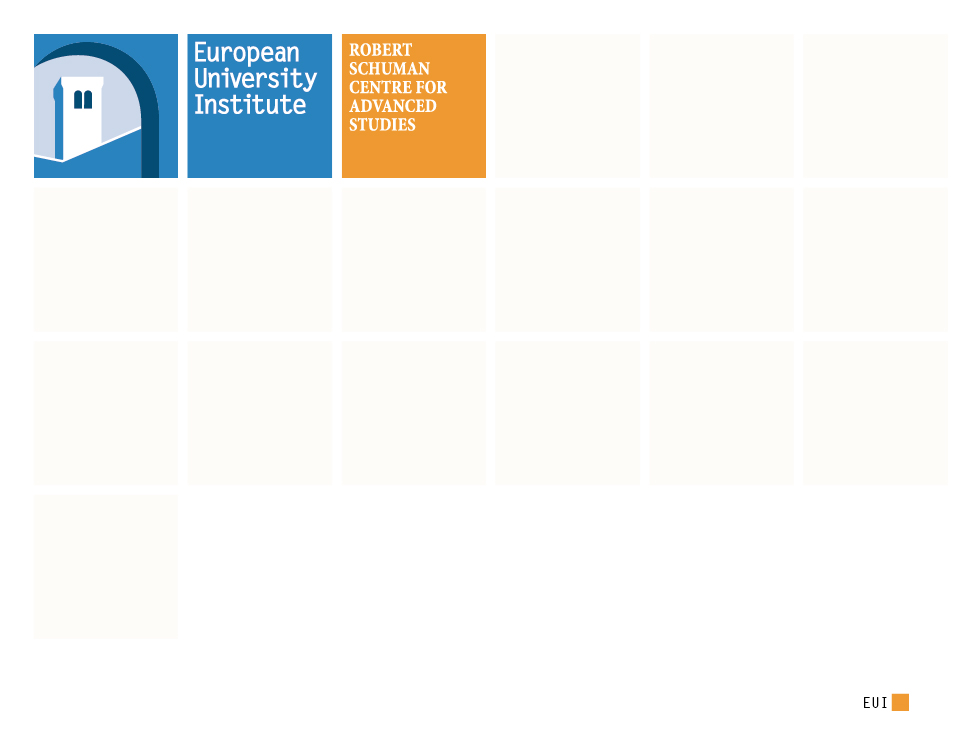 European
University
Institute
ROBERT
SCHUMAN
CENTRE FOR
ADVANCED
STUDIES
EUI